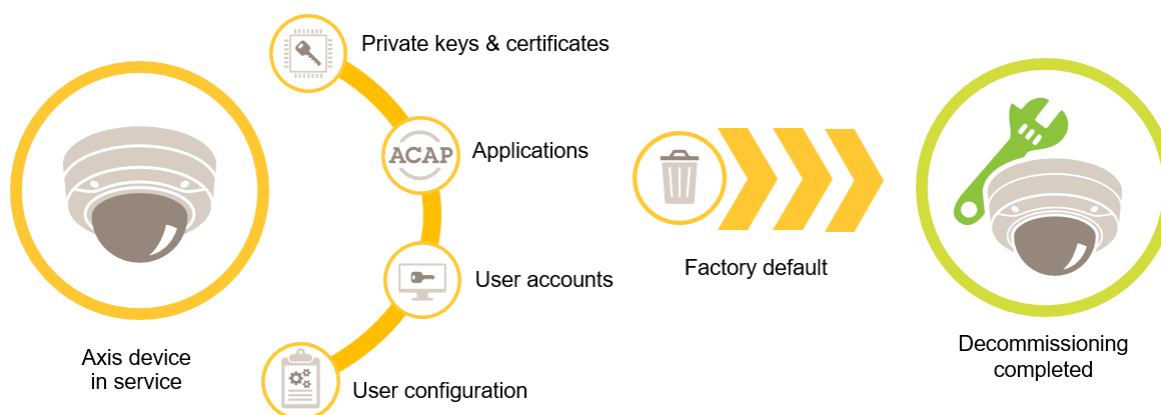 Private keys & certificates
ACAP
Applications
User accounts
User configuration
Axis device
in service
Factory default
Decommissioning
completed